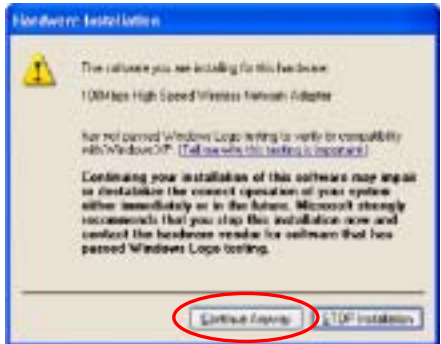 Hardware Installation
The software you are installing for this hardware:
108Mbps High Speed Wireless Network Adapter
has not passed Windows Logo testing to verify its compatibility
with Windows XP. (Tell me why this testing is important.)
Continuing your installation of this software may impair
or destabilize the correct operation of your system
either immediately or in the future. Microsoft strongly
recommends that you stop this installation now and
contact the hardware vendor for software that has
passed Windows Logo testing.
Continue Anyway
STOP Installation